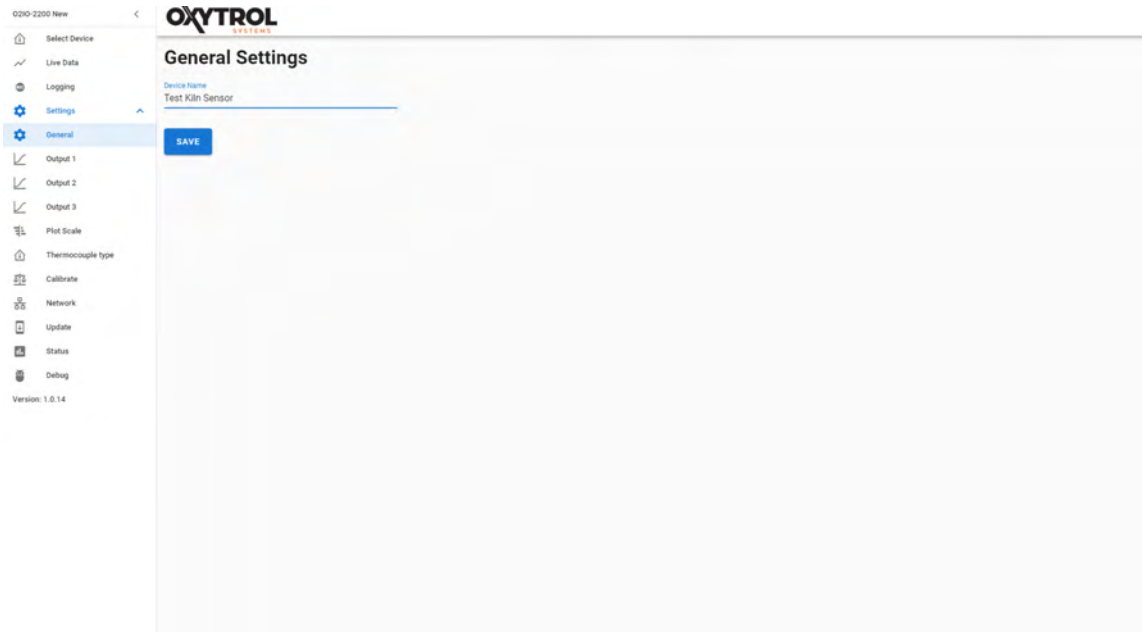 O2IO-2200 New
Select Device
Live Data
Logging
Settings
General
Output 1
Output 2
Output 3
Plot Scale
Thermocouple type
Calibrate
Network
Update
Status
Debug
Version: 1.0.14
OXYTROL
SYSTEMS
General Settings
Device Name
Test Kiln Sensor
SAVE